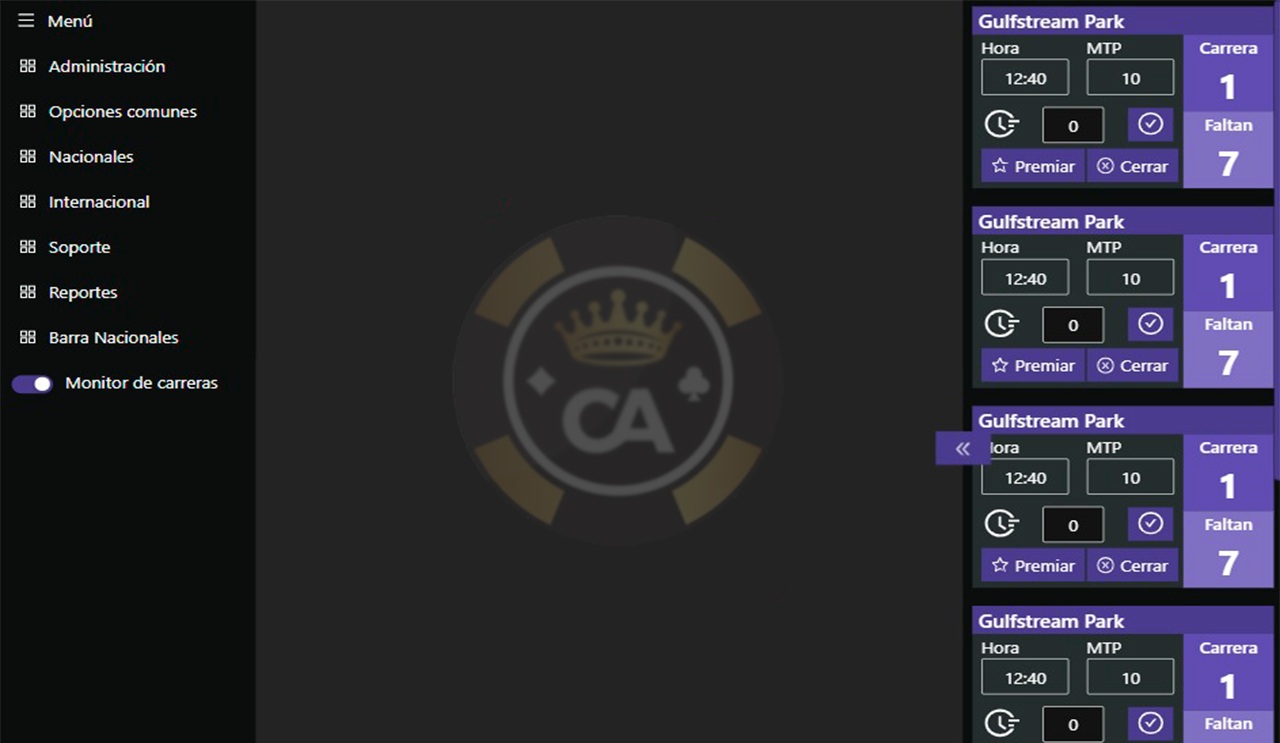 Menú
Administración
Opciones comunes
Nacionales
Internacional
Soporte
Reportes
Barra Nacionales
Monitor de carreras
CA
Gulfstream Park
Hora MTP Carrera
12:40 10 1
0 Faltan
Premiar Cerrar 7
Gulfstream Park
Hora MTP Carrera
12:40 10 1
0 Faltan
Premiar Cerrar 7
Gulfstream Park
ora MTP Carrera
12:40 10 1
0 Faltan
Premiar Cerrar 7
Gulfstream Park
Hora MTP Carrera
12:40 10 1
0 Faltan